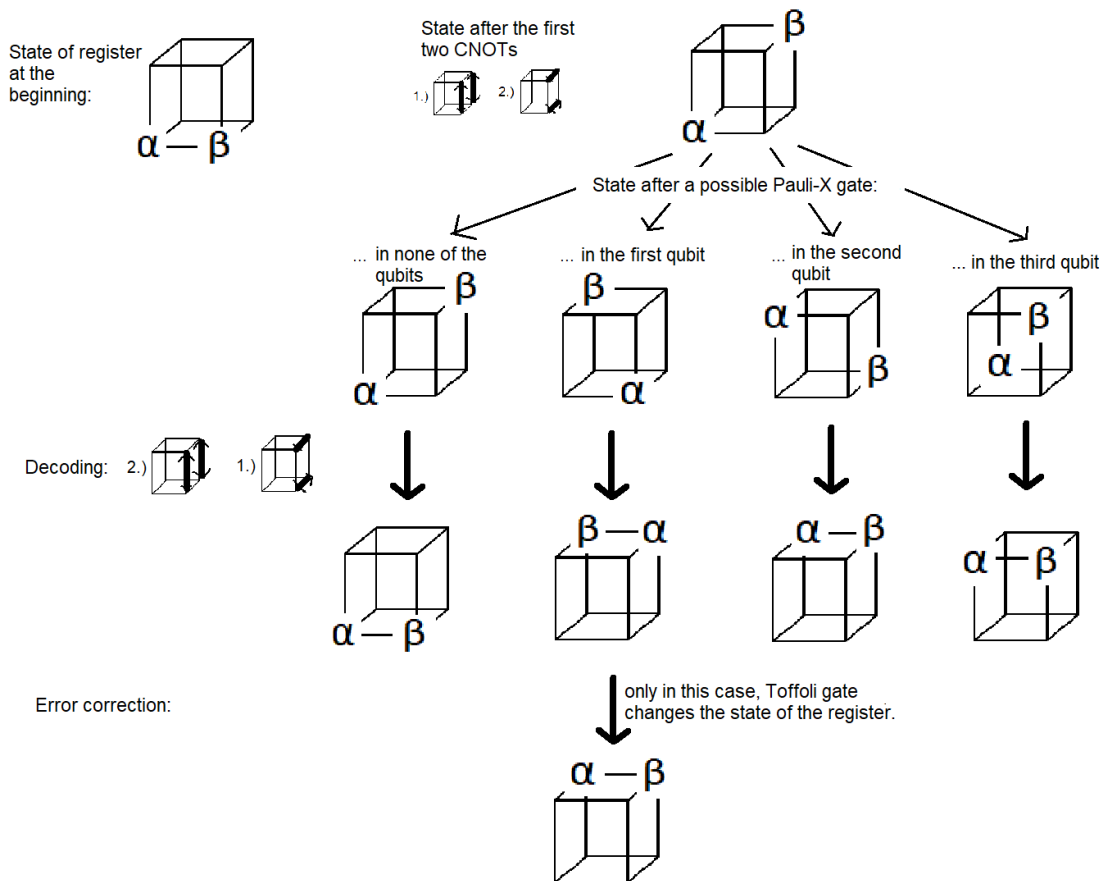 State of register
at the
beginning:
State after the first
two CNOTs
1.) 2.)
β
α
α — β
State after a possible Pauli-X gate:
... in none of the
qubits
... in the first qubit
... in the second
qubit
... in the third qubit
β
α
β
α
α
β
β
α
Decoding: 2.) 1.)
α — β
β — α
α — β
α — β
Error correction:
only in this case, Toffoli gate
changes the state of the register.
α — β